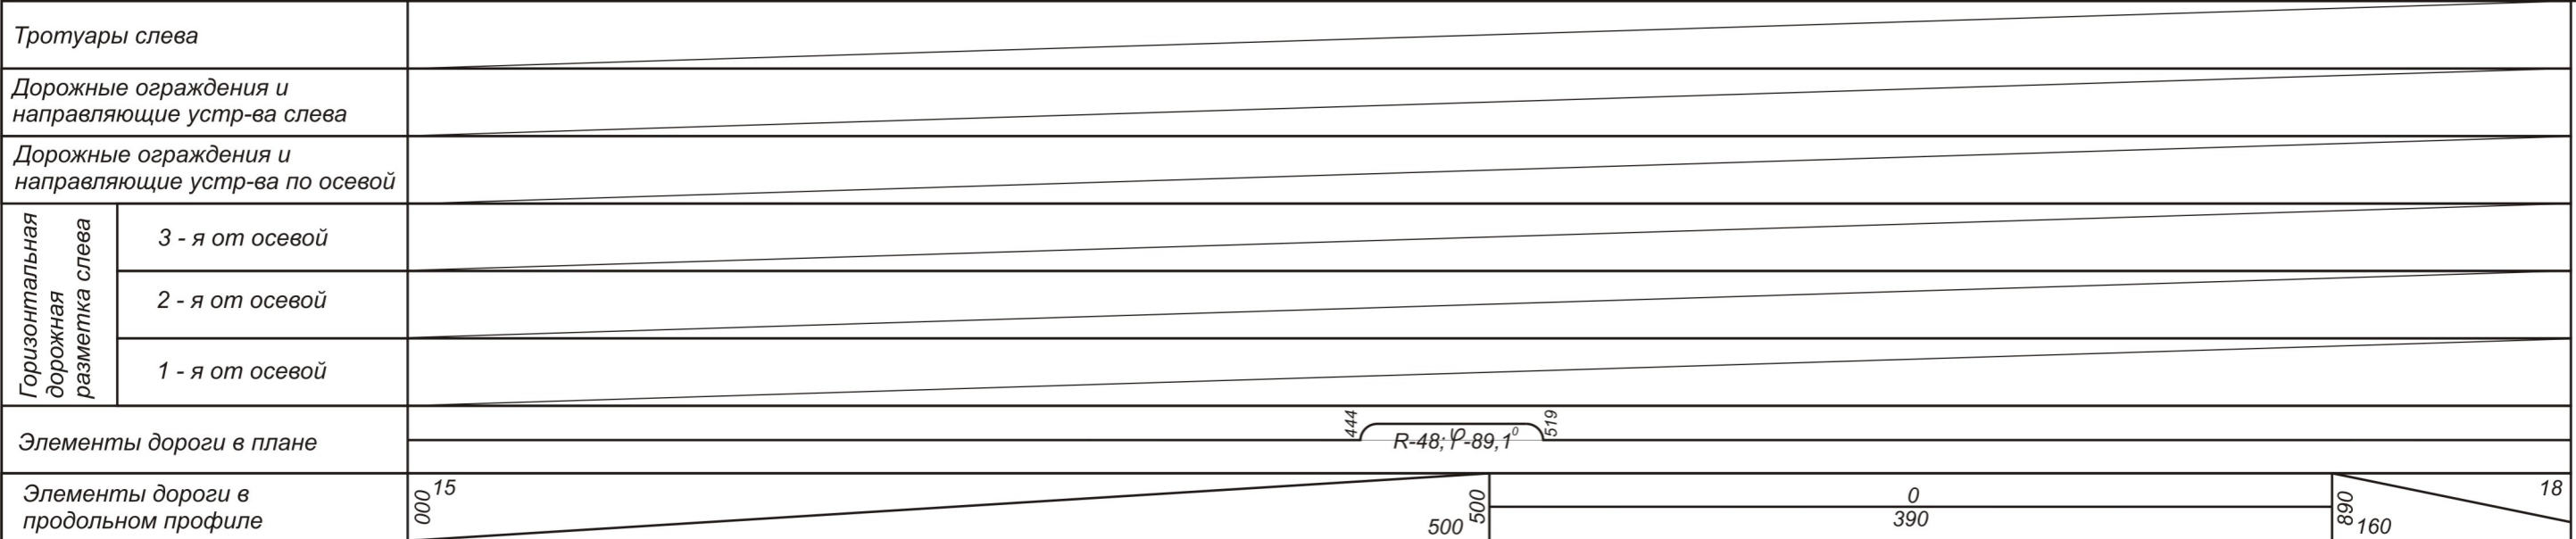 Тротуары слева
Дорожные ограждения и
направляющие устр-ва слева
Дорожные ограждения и
направляющие устр-ва по осевой
Горизонтальная
дорожная
разметка слева
3 - я от осевой
2 - я от осевой
1 - я от осевой
Элементы дороги в плане
444
R-48; φ-89,1⁰
519
Элементы дороги в
продольном профиле
000
15
500
500
0
390
890
160
18